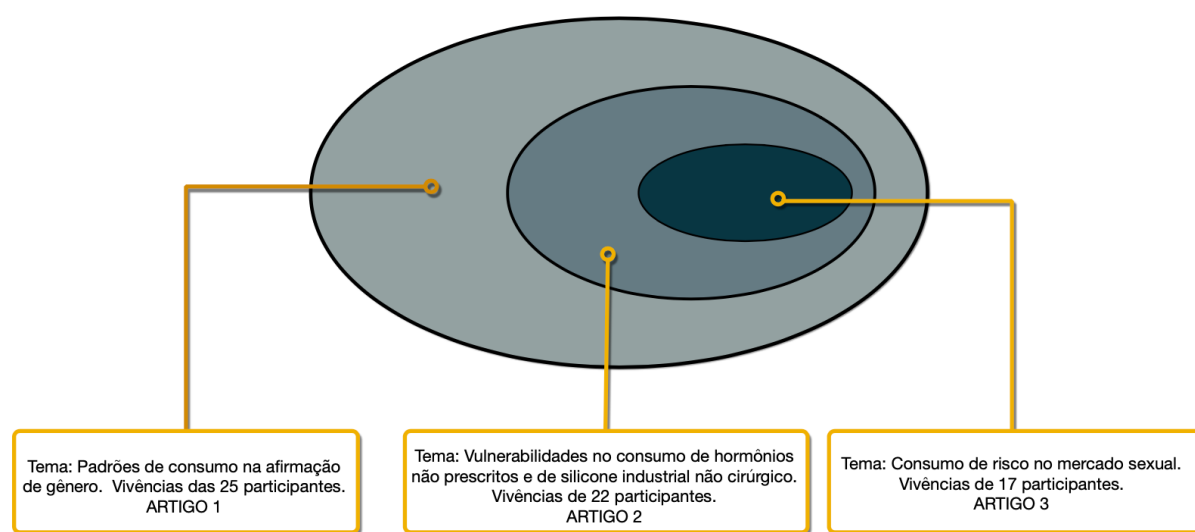 Tema: Padrões de consumo na afirmação
de gênero.  Vivências das 25 participantes.
ARTIGO 1
Tema: Vulnerabilidades no consumo de hormônios
não prescritos e de silicone industrial não cirúrgico.
Vivências de 22 participantes.
ARTIGO 2
Tema: Consumo de risco no mercado sexual.
Vivências de 17 participantes.
ARTIGO 3